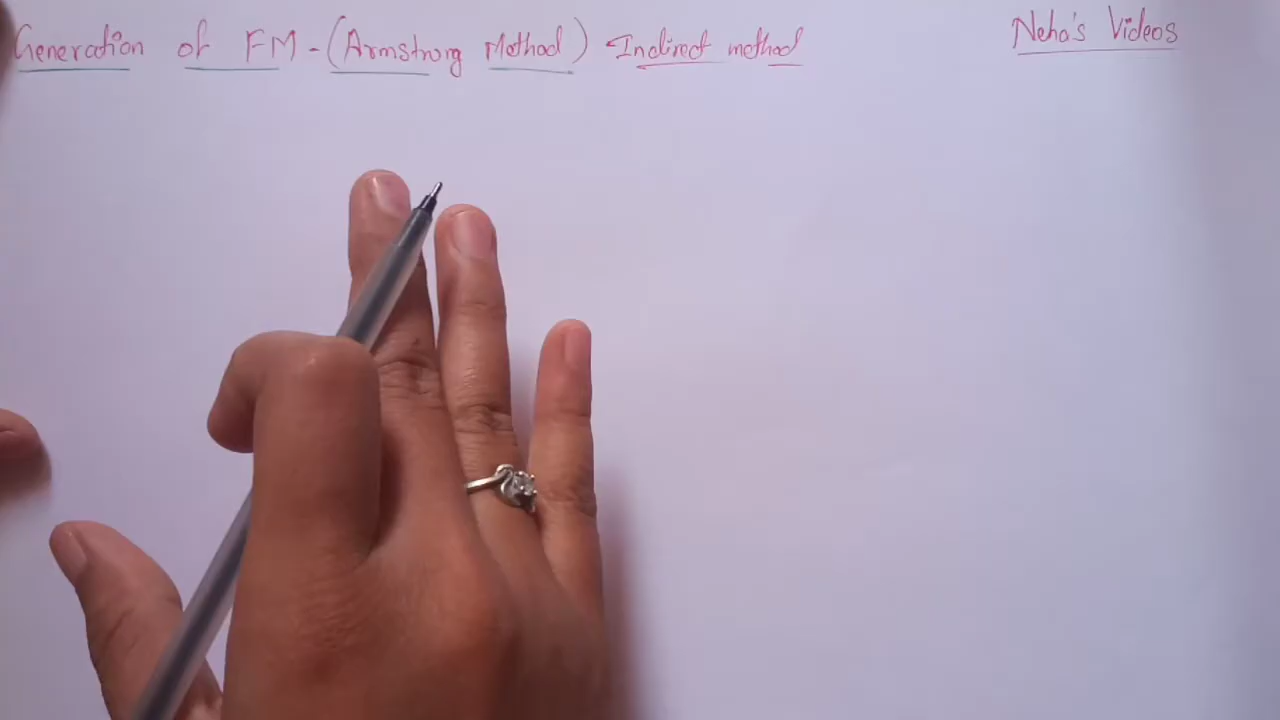 Generation of FM - (Armstrong Method) Indirect method
Neha's Videos